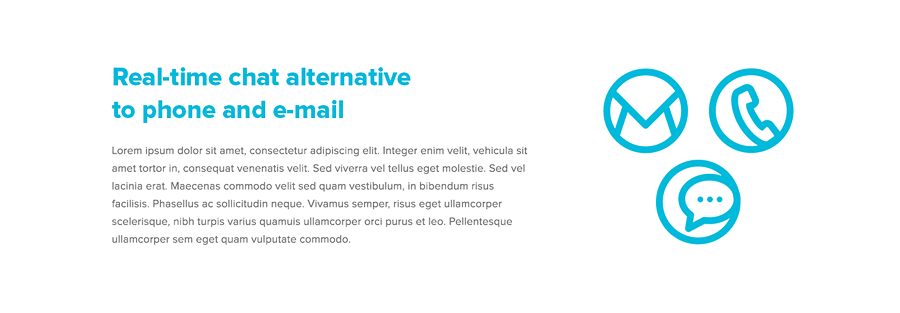 Real-time chat alternative
to phone and e-mail
Lorem ipsum dolor sit amet, consectetur adipiscing elit. Integer enim velit, vehicula sit
amet tortor in, consequat venenatis velit. Sed viverra vel tellus eget molestie. Sed vel
lacinia erat. Maecenas commodo velit sed quam vestibulum, in bibendum risus
facilisis. Phasellus ac sollicitudin neque. Vivamus semper, risus eget ullamcorper
scelerisque, nibh turpis varius quamuis ullamcorper orci purus et leo. Pellentesque
ullamcorper sem eget quam vulputate commodo.